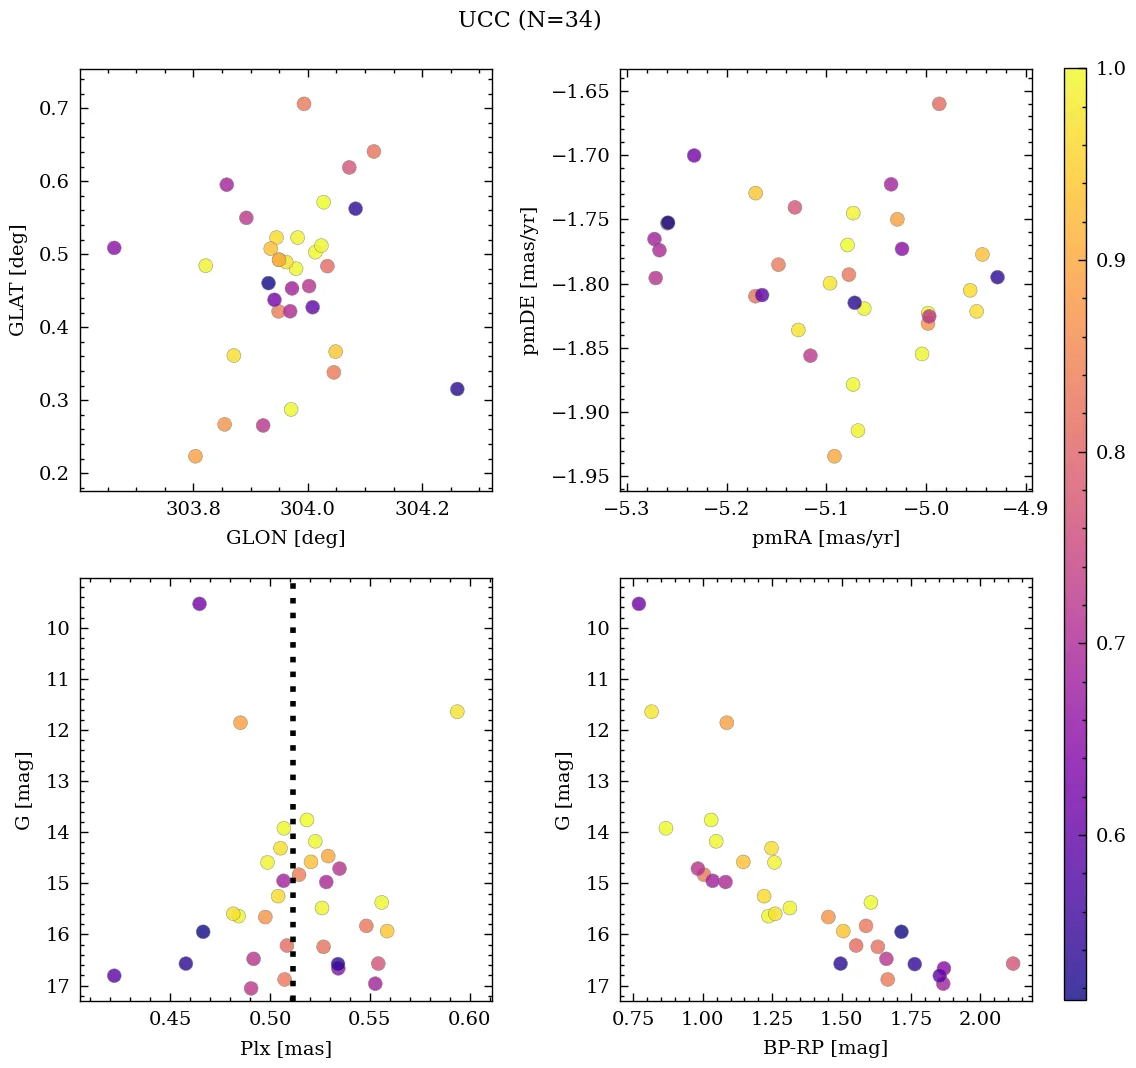 UCC (N=34)
0.7
0.6
0.5
0.4
0.3
0.2
GLAT [deg]
303.8 304.0 304.2
GLON [deg]
−1.65
−1.70
−1.75
−1.80
−1.85
−1.90
−1.95
pmDE [mas/yr]
−5.3 −5.2 −5.1 −5.0 −4.9
pmRA [mas/yr]
10
11
12
13
14
15
16
17
G [mag]
0.45 0.50 0.55 0.60
Plx [mas]
10
11
12
13
14
15
16
17
G [mag]
0.75 1.00 1.25 1.50 1.75 2.00
BP-RP [mag]
1.0
0.9
0.8
0.7
0.6